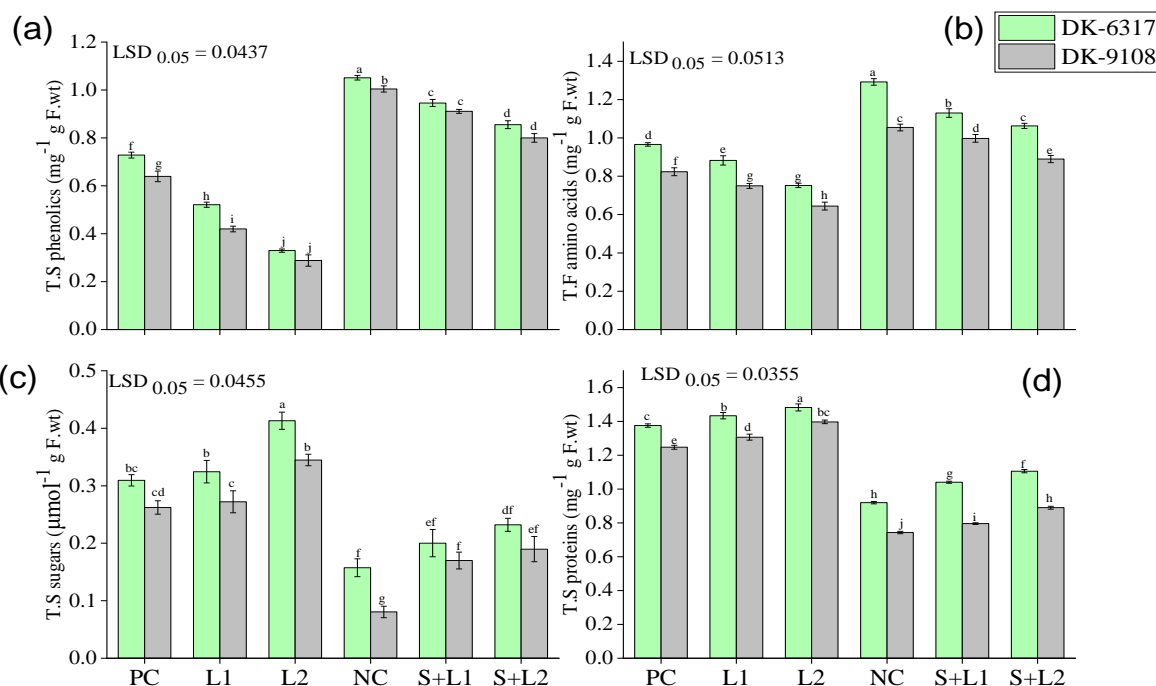 (a)
LSD 0.05 = 0.0437
T.S phenolics (mg-1 g F.wt)
1.2
1.0
0.8
0.6
0.4
0.2
0.0
f g h i j j a b c c d d
(b)
DK-6317
DK-9108
LSD 0.05 = 0.0513
T.F amino acids (mg-1 g F.wt)
1.4
1.2
1.0
0.8
0.6
0.4
0.2
0.0
d f e g g h a c b d c e
(c)
LSD 0.05 = 0.0455
T.S sugars (µmol-1 g F.wt)
0.5
0.4
0.3
0.2
0.1
0.0
bc cd b c a b f g ef f df ef
PC L1 L2 NC S+L1 S+L2
(d)
LSD 0.05 = 0.0355
T.S proteins (mg-1 g F.wt)
1.6
1.4
1.2
1.0
0.8
0.6
0.4
0.2
0.0
c e b d a bc h j g i f h
PC L1 L2 NC S+L1 S+L2